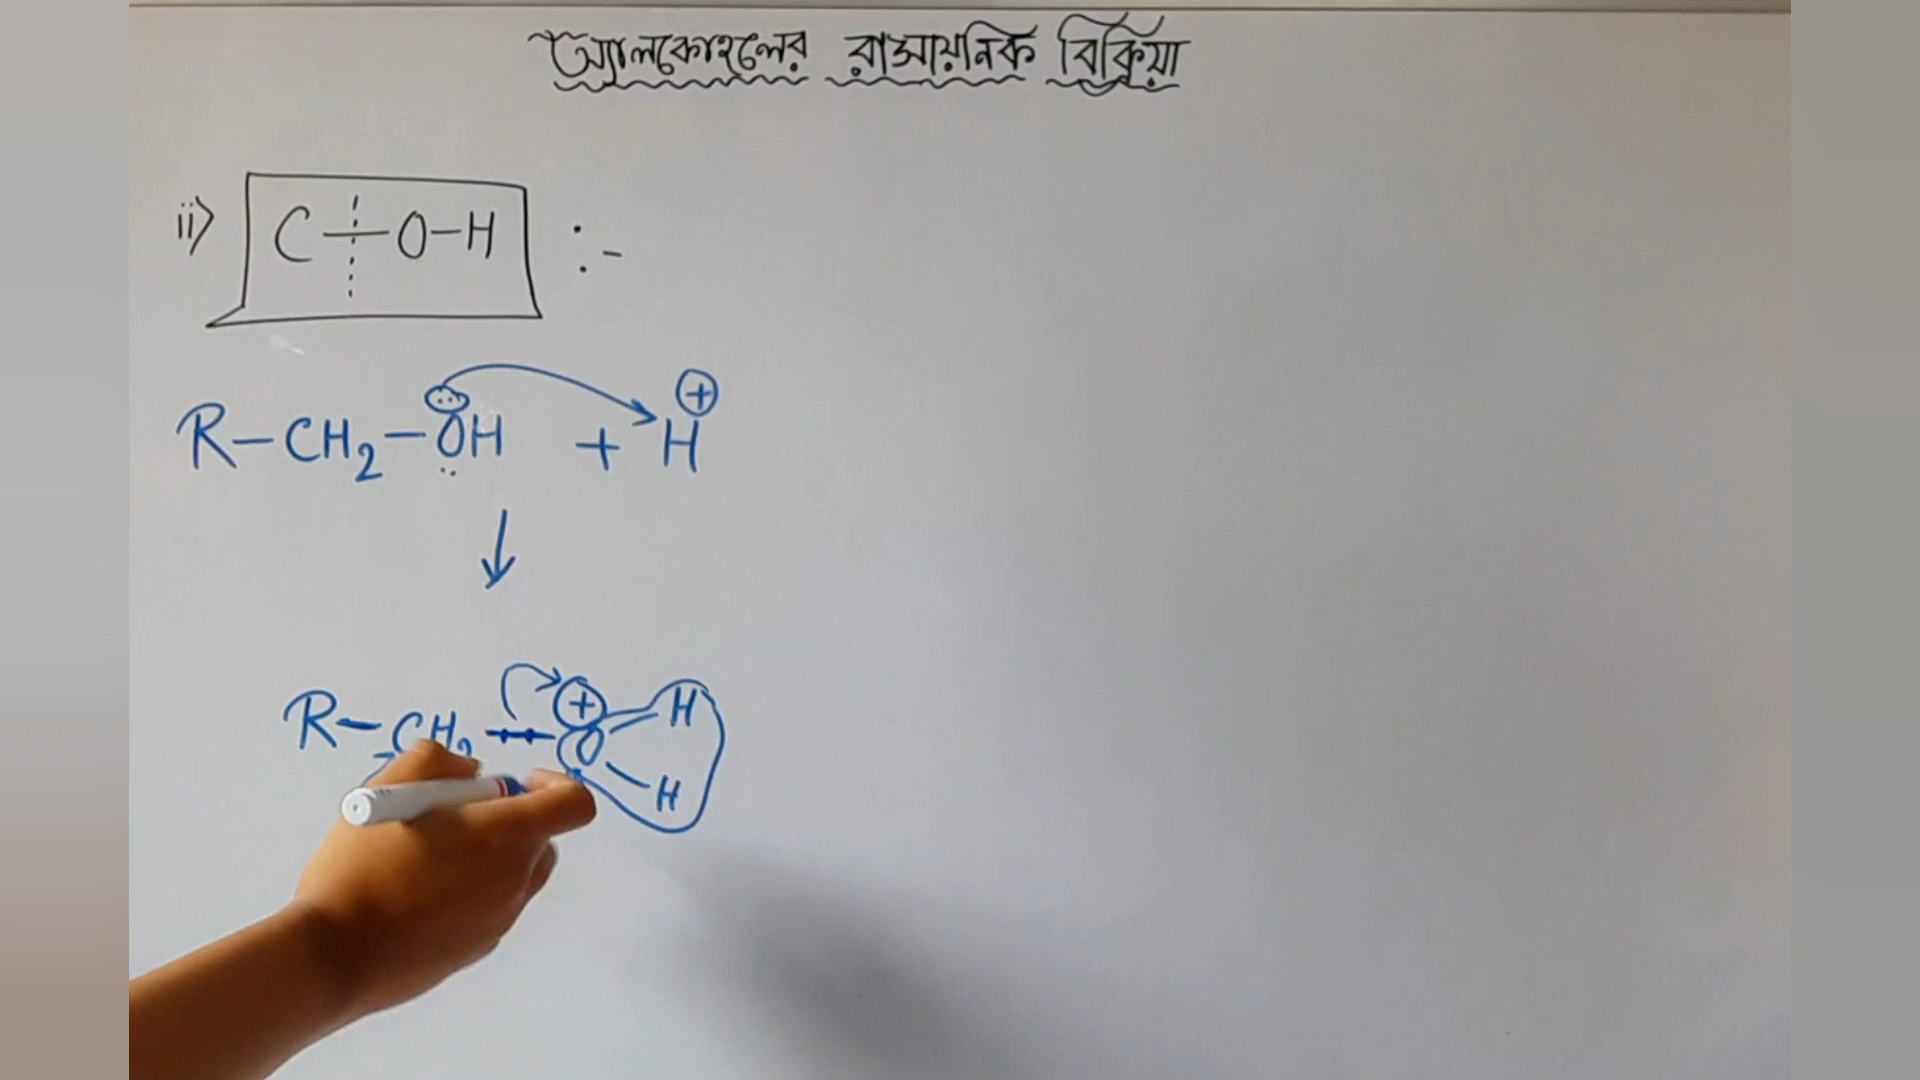 অ্যালকোহলের রাসায়নিক বিক্রিয়া
ii) C-O-H :-
R-CH₂-OH + H⊕
↓
R-CH₂-O⊕
H
H